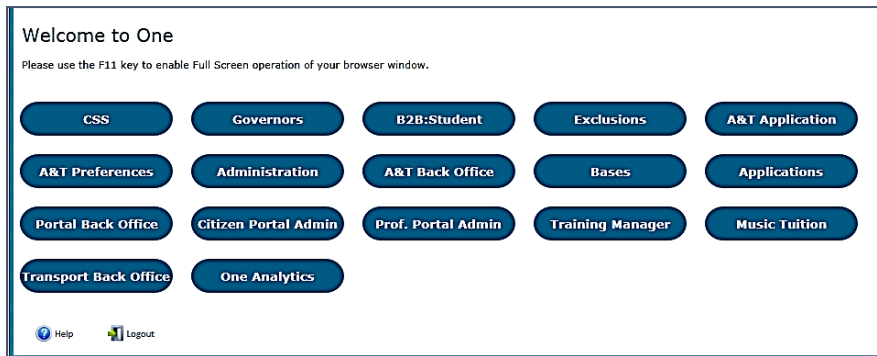 Welcome to One
Please use the F11 key to enable Full Screen operation of your browser window.
CSS Governors B2B:Student Exclusions A&T Application
A&T Preferences Administration A&T Back Office Bases Applications
Portal Back Office Citizen Portal Admin Prof. Portal Admin Training Manager Music Tuition
Transport Back Office One Analytics
Help Logout